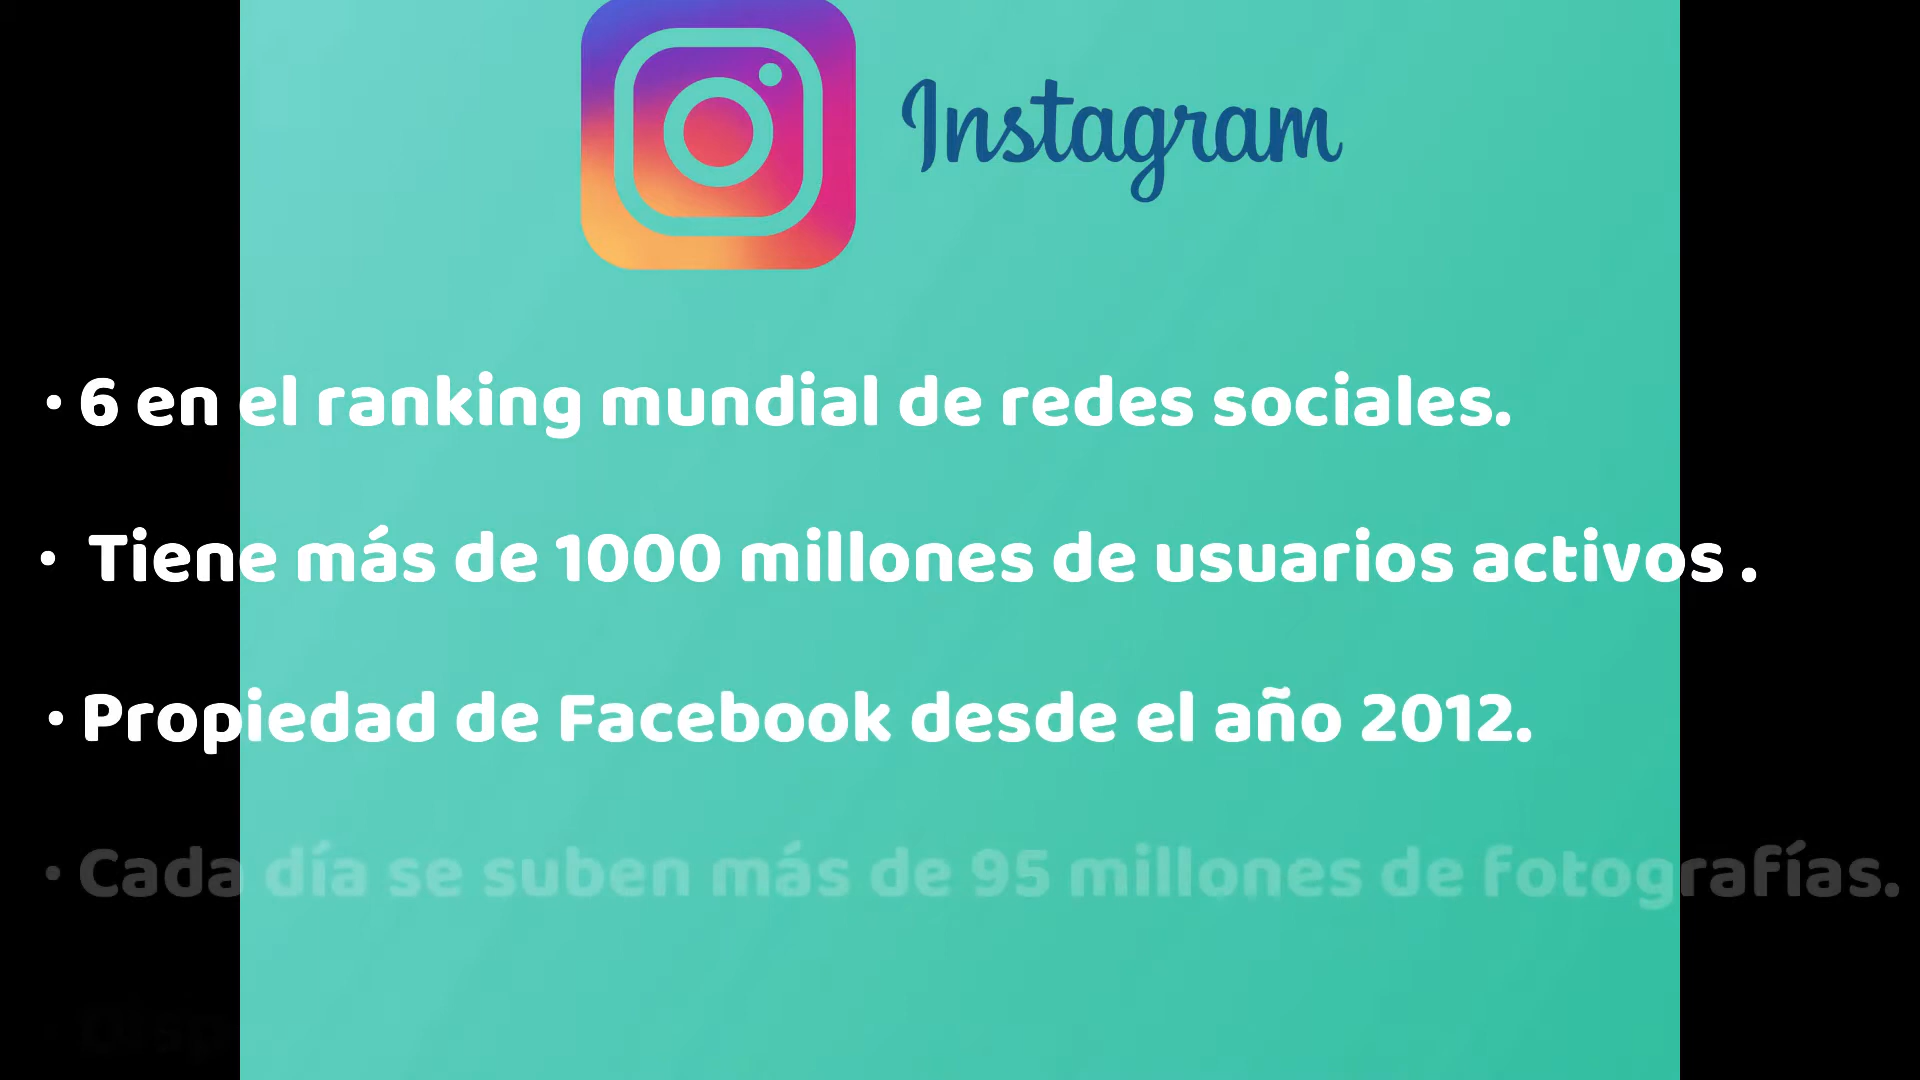 Instagram
• 6 en el ranking mundial de redes sociales.
• Tiene más de 1000 millones de usuarios activos .
• Propiedad de Facebook desde el año 2012.
• Cada día se suben más de 95 millones de fotografías.